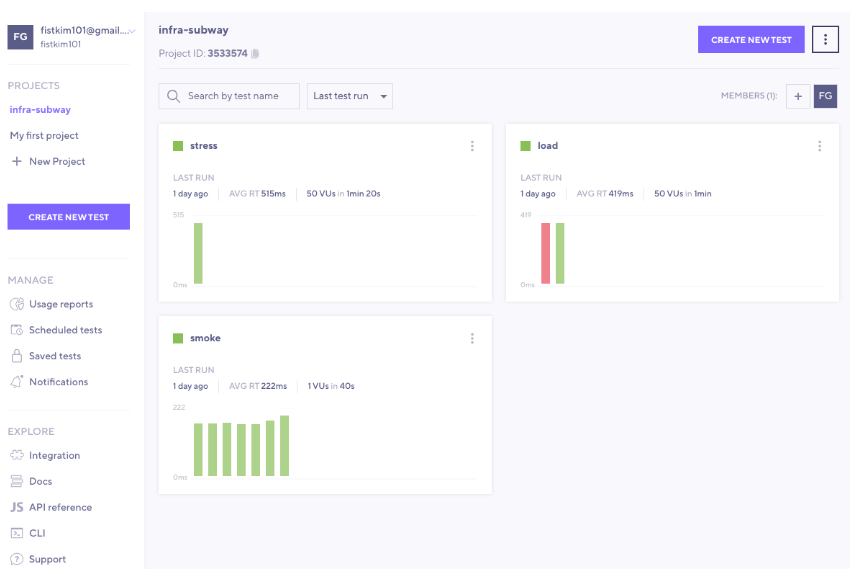 FG
fistkim101@gmail....
fistkim101
PROJECTS
infra-subway
My first project
+ New Project
CREATE NEW TEST
MANAGE
Usage reports
Scheduled tests
Saved tests
Notifications
EXPLORE
Integration
Docs
JS API reference
CLI
? Support
infra-subway
Project ID: 3533574
CREATE NEW TEST
Search by test name
Last test run
MEMBERS (1):
+
FG
stress
LAST RUN
1 day ago AVG RT 515ms 50 VUs in 1min 20s
515
0ms
load
LAST RUN
1 day ago AVG RT 419ms 50 VUs in 1min
419
0ms
smoke
LAST RUN
1 day ago AVG RT 222ms 1 VUs in 40s
222
0ms